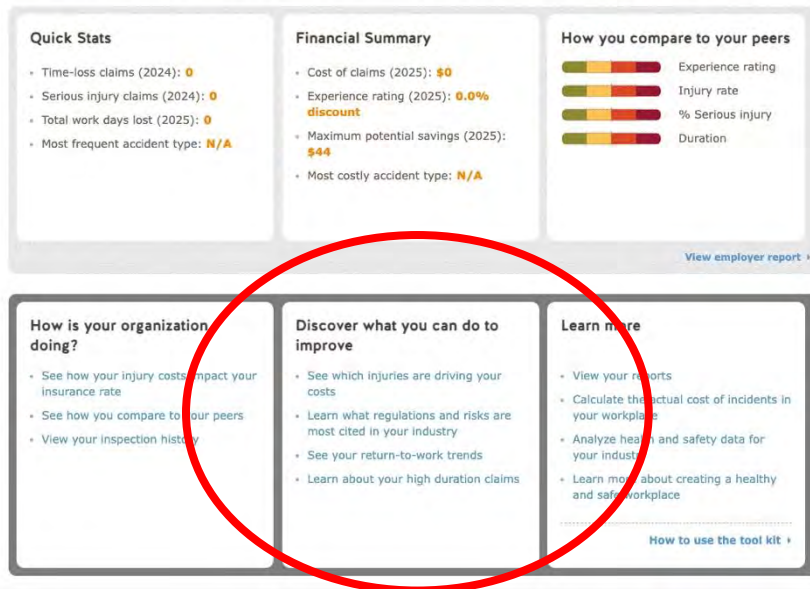 Quick Stats
Time-loss claims (2024): 0
Serious injury claims (2024): 0
Total work days lost (2025): 0
Most frequent accident type: N/A
Financial Summary
Cost of claims (2025): $0
Experience rating (2025): 0.0%
discount
Maximum potential savings (2025):
$44
Most costly accident type: N/A
How you compare to your peers
Experience rating
Injury rate
% Serious injury
Duration
View employer report
How is your organization
doing?
See how your injury costs impact your
insurance rate
See how you compare to your peers
View your inspection history
Discover what you can do to
improve
See which injuries are driving your
costs
Learn what regulations and risks are
most cited in your industry
See your return-to-work trends
Learn about your high duration claims
Learn more
View your reports
Calculate the actual cost of incidents in
your workplace
Analyze health and safety data for
your industry
Learn more about creating a healthy
and safe workplace
How to use the tool kit